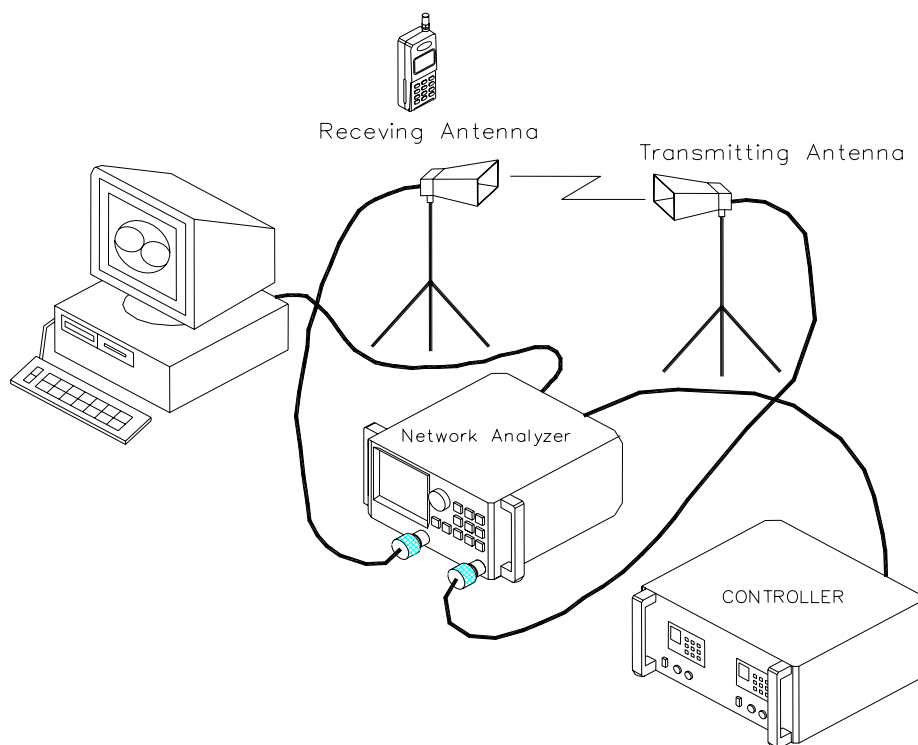 Receving Antenna
Transmitting Antenna
Network Analyzer
CONTROLLER